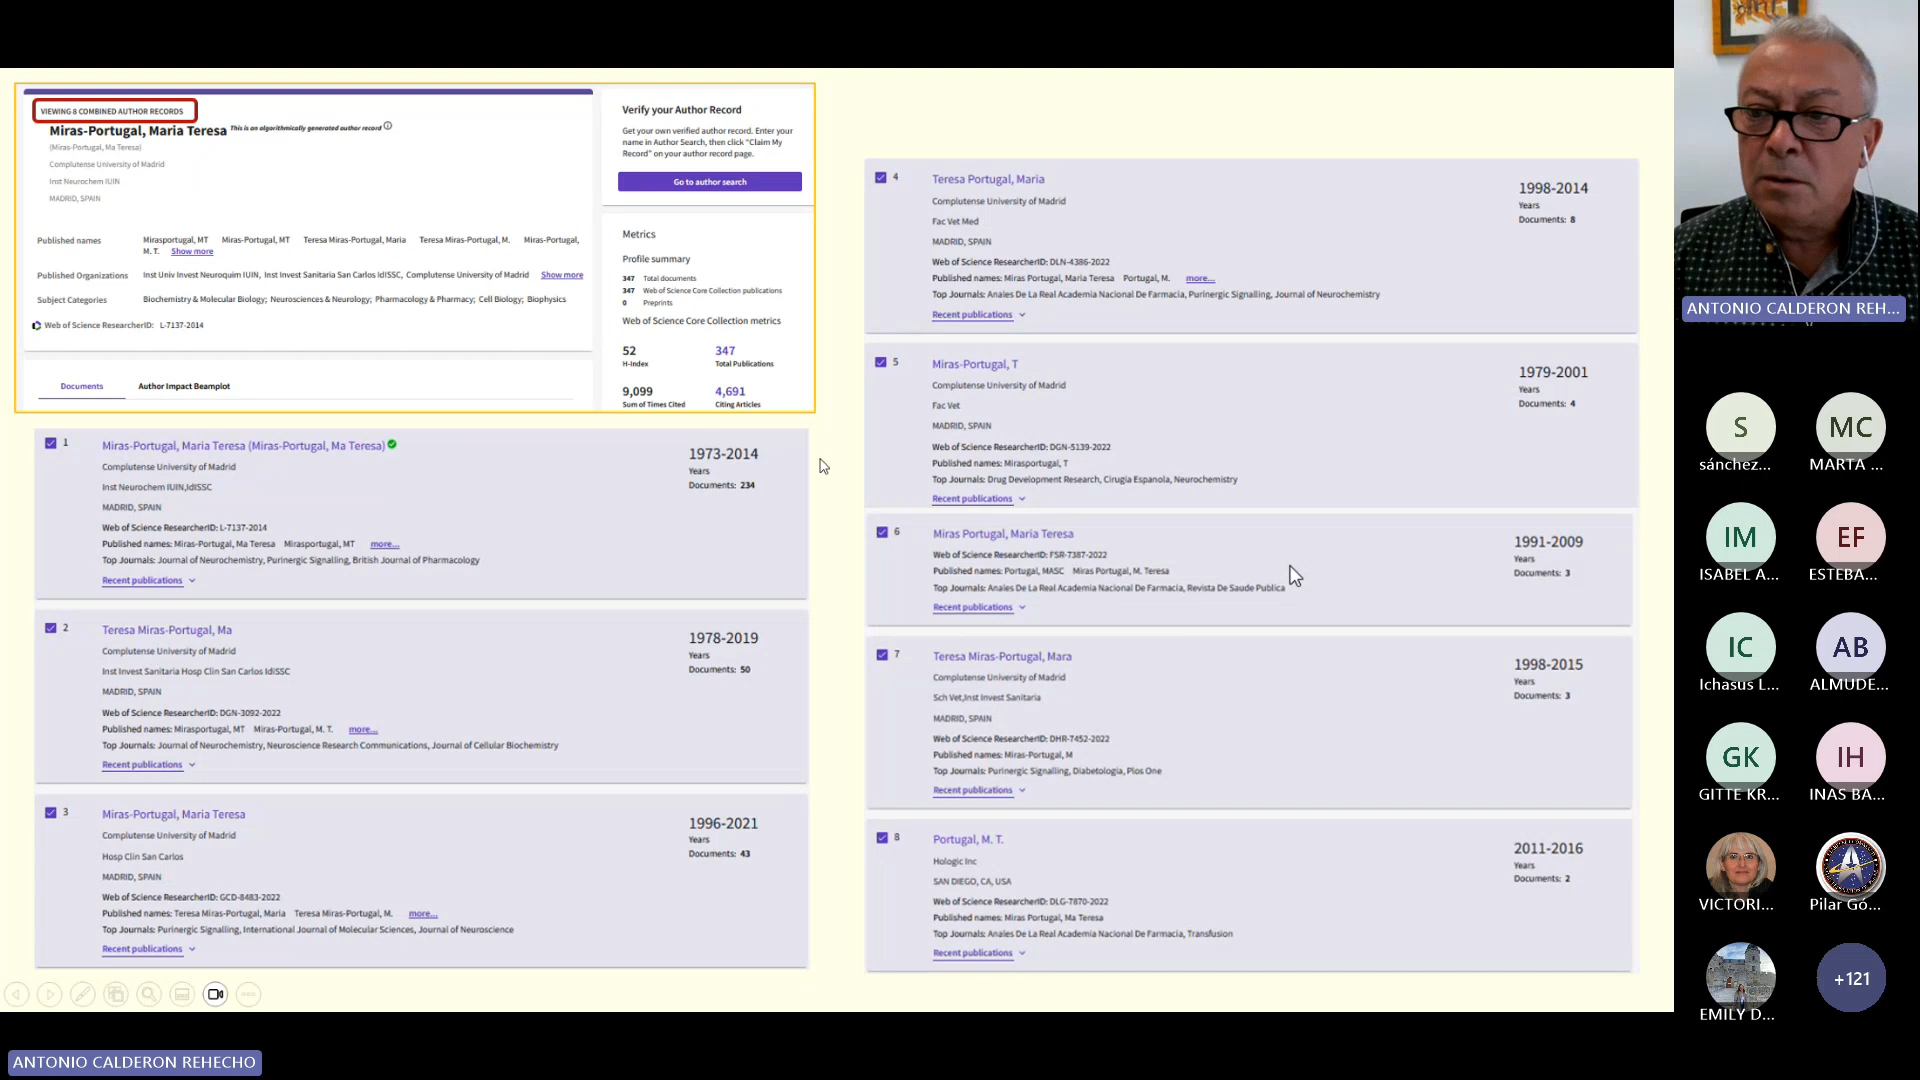 VIEWING 8 COMBINED AUTHOR RECORDS
Miras-Portugal, Maria Teresa This is an algorithmically generated author record
(Miras-Portugal, Ma Teresa)
Complutense University of Madrid
Inst Neurochem IUIN
MADRID, SPAIN
Published names Mirasportugal, MT Miras-Portugal, MT Teresa Miras-Portugal, Maria Teresa Miras-Portugal, M. Miras-Portugal,
M. T. Show more
Published Organizations Inst Univ Invest Neuroquim IUIN, Inst Invest Sanitaria San Carlos IdISSC, Complutense University of Madrid Show more
Subject Categories Biochemistry & Molecular Biology; Neurosciences & Neurology; Pharmacology & Pharmacy; Cell Biology; Biophysics
Web of Science ResearcherID: L-7137-2014
Documents Author Impact Beamplot
Verify your Author Record
Get your own verified author record. Enter your
name in Author Search, then click "Claim My
Record" on your author record page.
Go to author search
Metrics
Profile summary
347 Total documents
347 Web of Science Core Collection publications
0 Preprints
Web of Science Core Collection metrics
52 347
H-Index Total Publications
9,099 4,691
Sum of Times Cited Citing Articles
1 Miras-Portugal, Maria Teresa (Miras-Portugal, Ma Teresa)
Complutense University of Madrid
Inst Neurochem IUIN,IdISSC
MADRID, SPAIN
Web of Science ResearcherID: L-7137-2014
Published names: Miras-Portugal, Ma Teresa Mirasportugal, MT more...
Top Journals: Journal of Neurochemistry, Purinergic Signalling, British Journal of Pharmacology
Recent publications
1973-2014
Years
Documents: 234
2 Teresa Miras-Portugal, Ma
Complutense University of Madrid
Inst Invest Sanitaria Hosp Clin San Carlos IdISSC
MADRID, SPAIN
Web of Science ResearcherID: DGN-3092-2022
Published names: Mirasportugal, MT Miras-Portugal, M. T. more...
Top Journals: Journal of Neurochemistry, Neuroscience Research Communications, Journal of Cellular Biochemistry
Recent publications
1978-2019
Years
Documents: 50
3 Miras-Portugal, Maria Teresa
Complutense University of Madrid
Hosp Clin San Carlos
MADRID, SPAIN
Web of Science ResearcherID: GCD-8483-2022
Published names: Teresa Miras-Portugal, Maria Teresa Miras-Portugal, M. more...
Top Journals: Purinergic Signalling, International Journal of Molecular Sciences, Journal of Neuroscience
Recent publications
1996-2021
Years
Documents: 43
4 Teresa Portugal, Maria
Complutense University of Madrid
Fac Vet Med
MADRID, SPAIN
Web of Science ResearcherID: DLN-4386-2022
Published names: Miras Portugal, Maria Teresa Portugal, M. more...
Top Journals: Anales De La Real Academia Nacional De Farmacia, Purinergic Signalling, Journal of Neurochemistry
Recent publications
1998-2014
Years
Documents: 8
5 Miras-Portugal, T
Complutense University of Madrid
Fac Vet
MADRID, SPAIN
Web of Science ResearcherID: DGN-5139-2022
Published names: Mirasportugal, T
Top Journals: Drug Development Research, Cirugia Espanola, Neurochemistry
Recent publications
1979-2001
Years
Documents: 4
6 Miras Portugal, Maria Teresa
Web of Science ResearcherID: FSR-7387-2022
Published names: Portugal, MASC Miras Portugal, M. Teresa
Top Journals: Anales De La Real Academia Nacional De Farmacia, Revista De Saude Publica
Recent publications
1991-2009
Years
Documents: 3
7 Teresa Miras-Portugal, Mara
Complutense University of Madrid
Sch Vet,Inst Invest Sanitaria
MADRID, SPAIN
Web of Science ResearcherID: DHR-7452-2022
Published names: Miras-Portugal, M
Top Journals: Purinergic Signalling, Diabetologia, Plos One
Recent publications
1998-2015
Years
Documents: 3
8 Portugal, M. T.
Hologic Inc
SAN DIEGO, CA, USA
Web of Science ResearcherID: DLG-7870-2022
Published names: Miras Portugal, Ma Teresa
Top Journals: Anales De La Real Academia Nacional De Farmacia, Transfusion
Recent publications
2011-2016
Years
Documents: 2
ANTONIO CALDERON REH...
S MC
sánchez... MARTA ...
IM EF
ISABEL A... ESTEBA...
IC AB
Ichasus L... ALMUDE...
GK IH
GITTE KR... INAS BA...
VICTORI... Pilar Gó...
+121
EMILY D...
ANTONIO CALDERON REHECHO